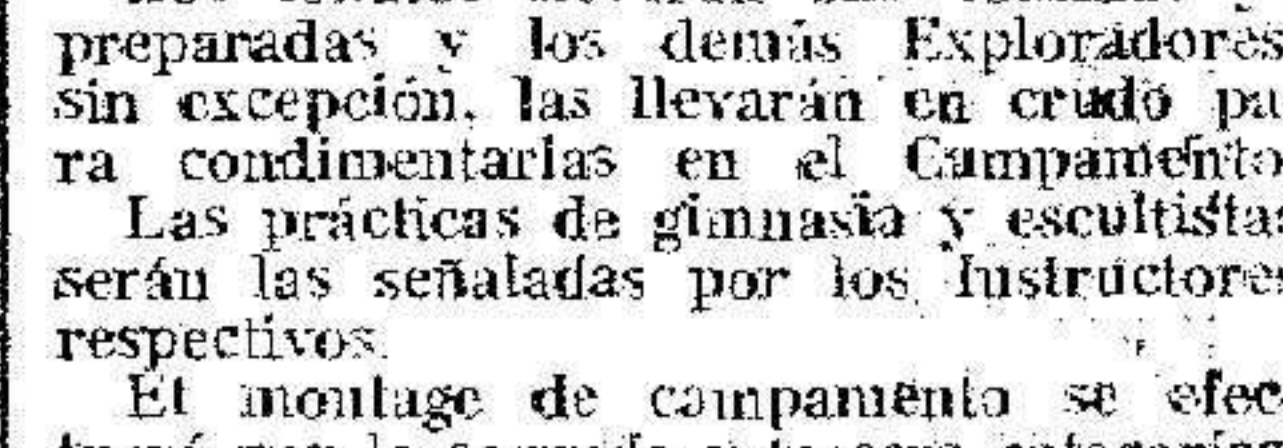 preparadas y los demás Exploradores
sin excepción, las llevarán en crudo pa
ra condimentarlas en el Campamento
Las prácticas de gimnasia y escultistas
serán las señaladas por los Instructores
respectivos.
El montage de campamento se efec